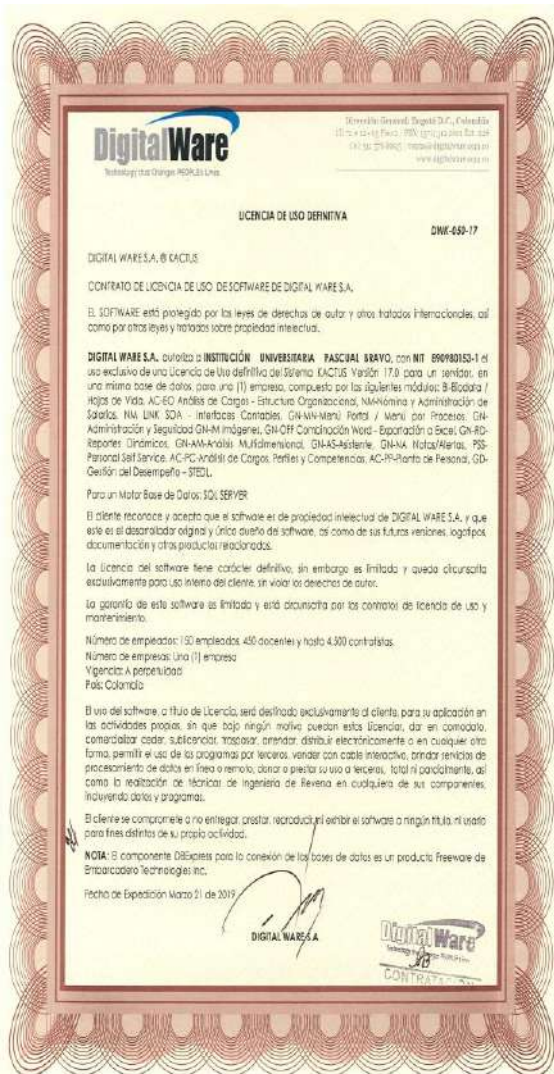 DigitalWare
Technology that Changes PEOPLE's Lives
Dirección General: Bogotá D.C., Colombia
www.digitalware.com.co
LICENCIA DE USO DEFINITIVA
DWK-050-17
DIGITAL WARE S.A. ® KACTUS
CONTRATO DE LICENCIA DE USO DE SOFTWARE DE DIGITAL WARE S.A.
EL SOFTWARE está protegido por las leyes de derechos de autor y otros tratados internacionales, así
como por otras leyes y tratados sobre propiedad intelectual.
DIGITAL WARE S.A. autoriza a INSTITUCIÓN UNIVERSITARIA PASCUAL BRAVO, con NIT 890980153-1 el
uso exclusivo de una Licencia de Uso definitiva del Sistema KACTUS Versión 17.0 para un servidor, en
una misma base de datos, para una (1) empresa, compuesto por los siguientes módulos: BI-Biodata /
Hojas de Vida, AC-EO Análisis de Cargos - Estructura Organizacional, NM-Nómina y Administración de
Salarios, NM LINK SOA - Interfaces Contables, GN-MN-Menú Portal / Menú por Procesos, GN-
Administración y Seguridad GN-IM Imágenes, GN-OFF Combinación Word - Exportación a Excel, GN-RD-
Reportes Dinámicos, GN-AM-Análisis Multidimensional, GN-AS-Asistente, GN-NA Notas/Alertas, PSS-
Personal Self Service, AC-PC-Análisis de Cargos, Perfiles y Competencias, AC-PP-Planta de Personal, GD-
Gestión del Desempeño – STEDL.
Para un Motor Base de Datos: SQL SERVER
El cliente reconoce y acepta que el software es de propiedad intelectual de DIGITAL WARE S.A. y que
este es el desarrollador original y único dueño del software, así como de sus futuras versiones, logotipos,
documentación y otros productos relacionados.
La Licencia del software tiene carácter definitivo, sin embargo es limitada y queda circunscrita
exclusivamente para uso interno del cliente, sin violar los derechos de autor.
La garantía de este software es limitada y está circunscrita por los contratos de licencia de uso y
mantenimiento.
Número de empleados: 150 empleados, 450 docentes y hasta 4.500 contratistas.
Número de empresas: Una (1) empresa
Vigencia: A perpetuidad
País: Colombia
El uso del software, a título de Licencia, será destinado exclusivamente al cliente, para su aplicación en
las actividades propias, sin que bajo ningún motivo puedan estos Licenciar, dar en comodato,
comercializar ceder, sublicenciar, traspasar, arrendar, distribuir electrónicamente o en cualquier otra
forma, permitir el uso de los programas por terceros, vender con cable interactivo, brindar servicios de
procesamiento de datos en línea o remoto, donar o prestar su uso a terceros, total ni parcialmente, así
como la realización de técnicas de Ingeniería de Reversa en cualquiera de sus componentes,
incluyendo datos y programas.
El cliente se compromete a no entregar, prestar, reproducir ni exhibir el software a ningún título, ni usarlo
para fines distintos de su propia actividad.
NOTA: El componente DBExpress para la conexión de las bases de datos es un producto Freeware de
Embarcadero Technologies Inc.
Fecha de Expedición Marzo 21 de 2019
DIGITAL WARE S.A
DigitalWare
CONTRATACIÓN